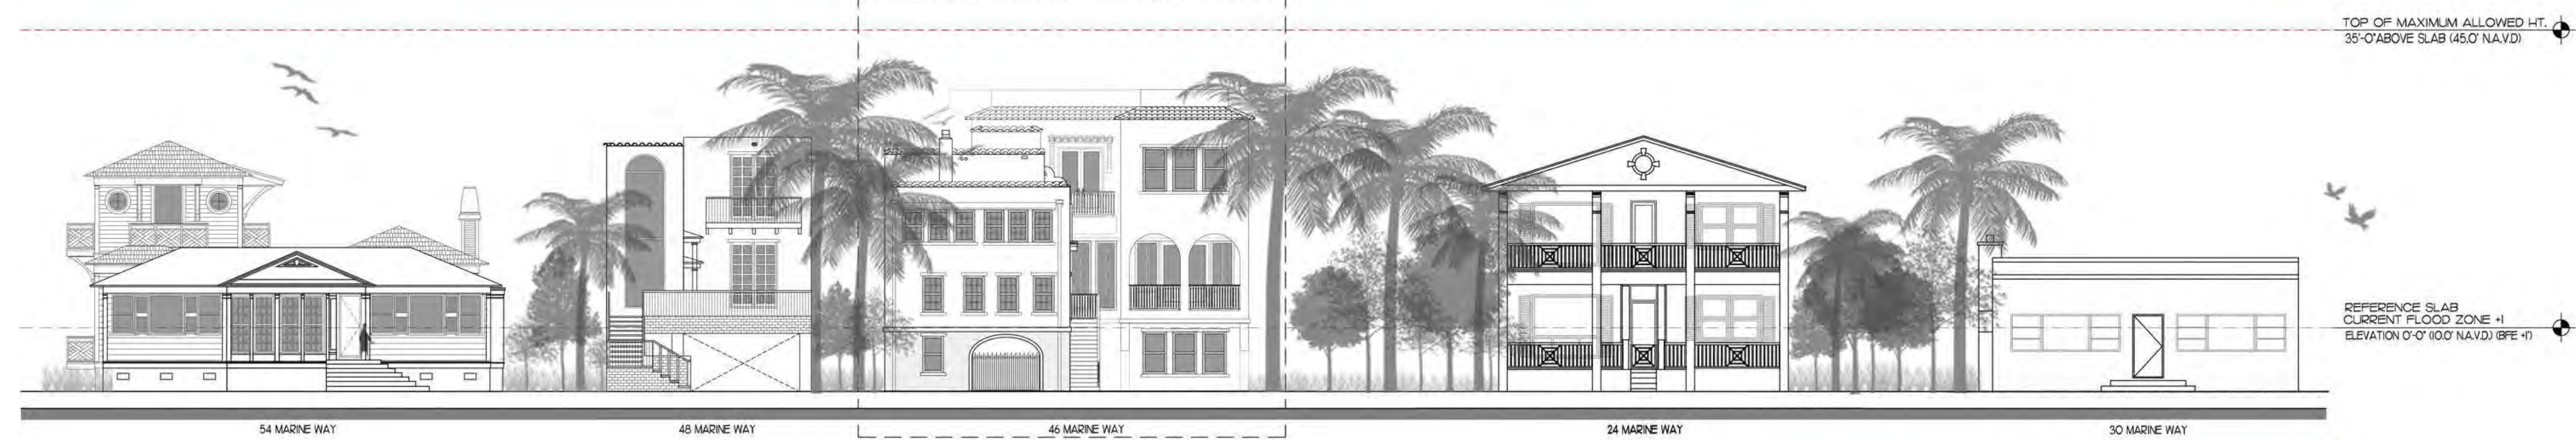 TOP OF MAXIMUM ALLOWED HT.
35'-0" ABOVE SLAB (45.0' N.A.V.D)
REFERENCE SLAB
CURRENT FLOOD ZONE +1
ELEVATION 0'-0" (10.0' N.A.V.D.) (BFE +1')
54 MARINE WAY
48 MARINE WAY
46 MARINE WAY
24 MARINE WAY
30 MARINE WAY